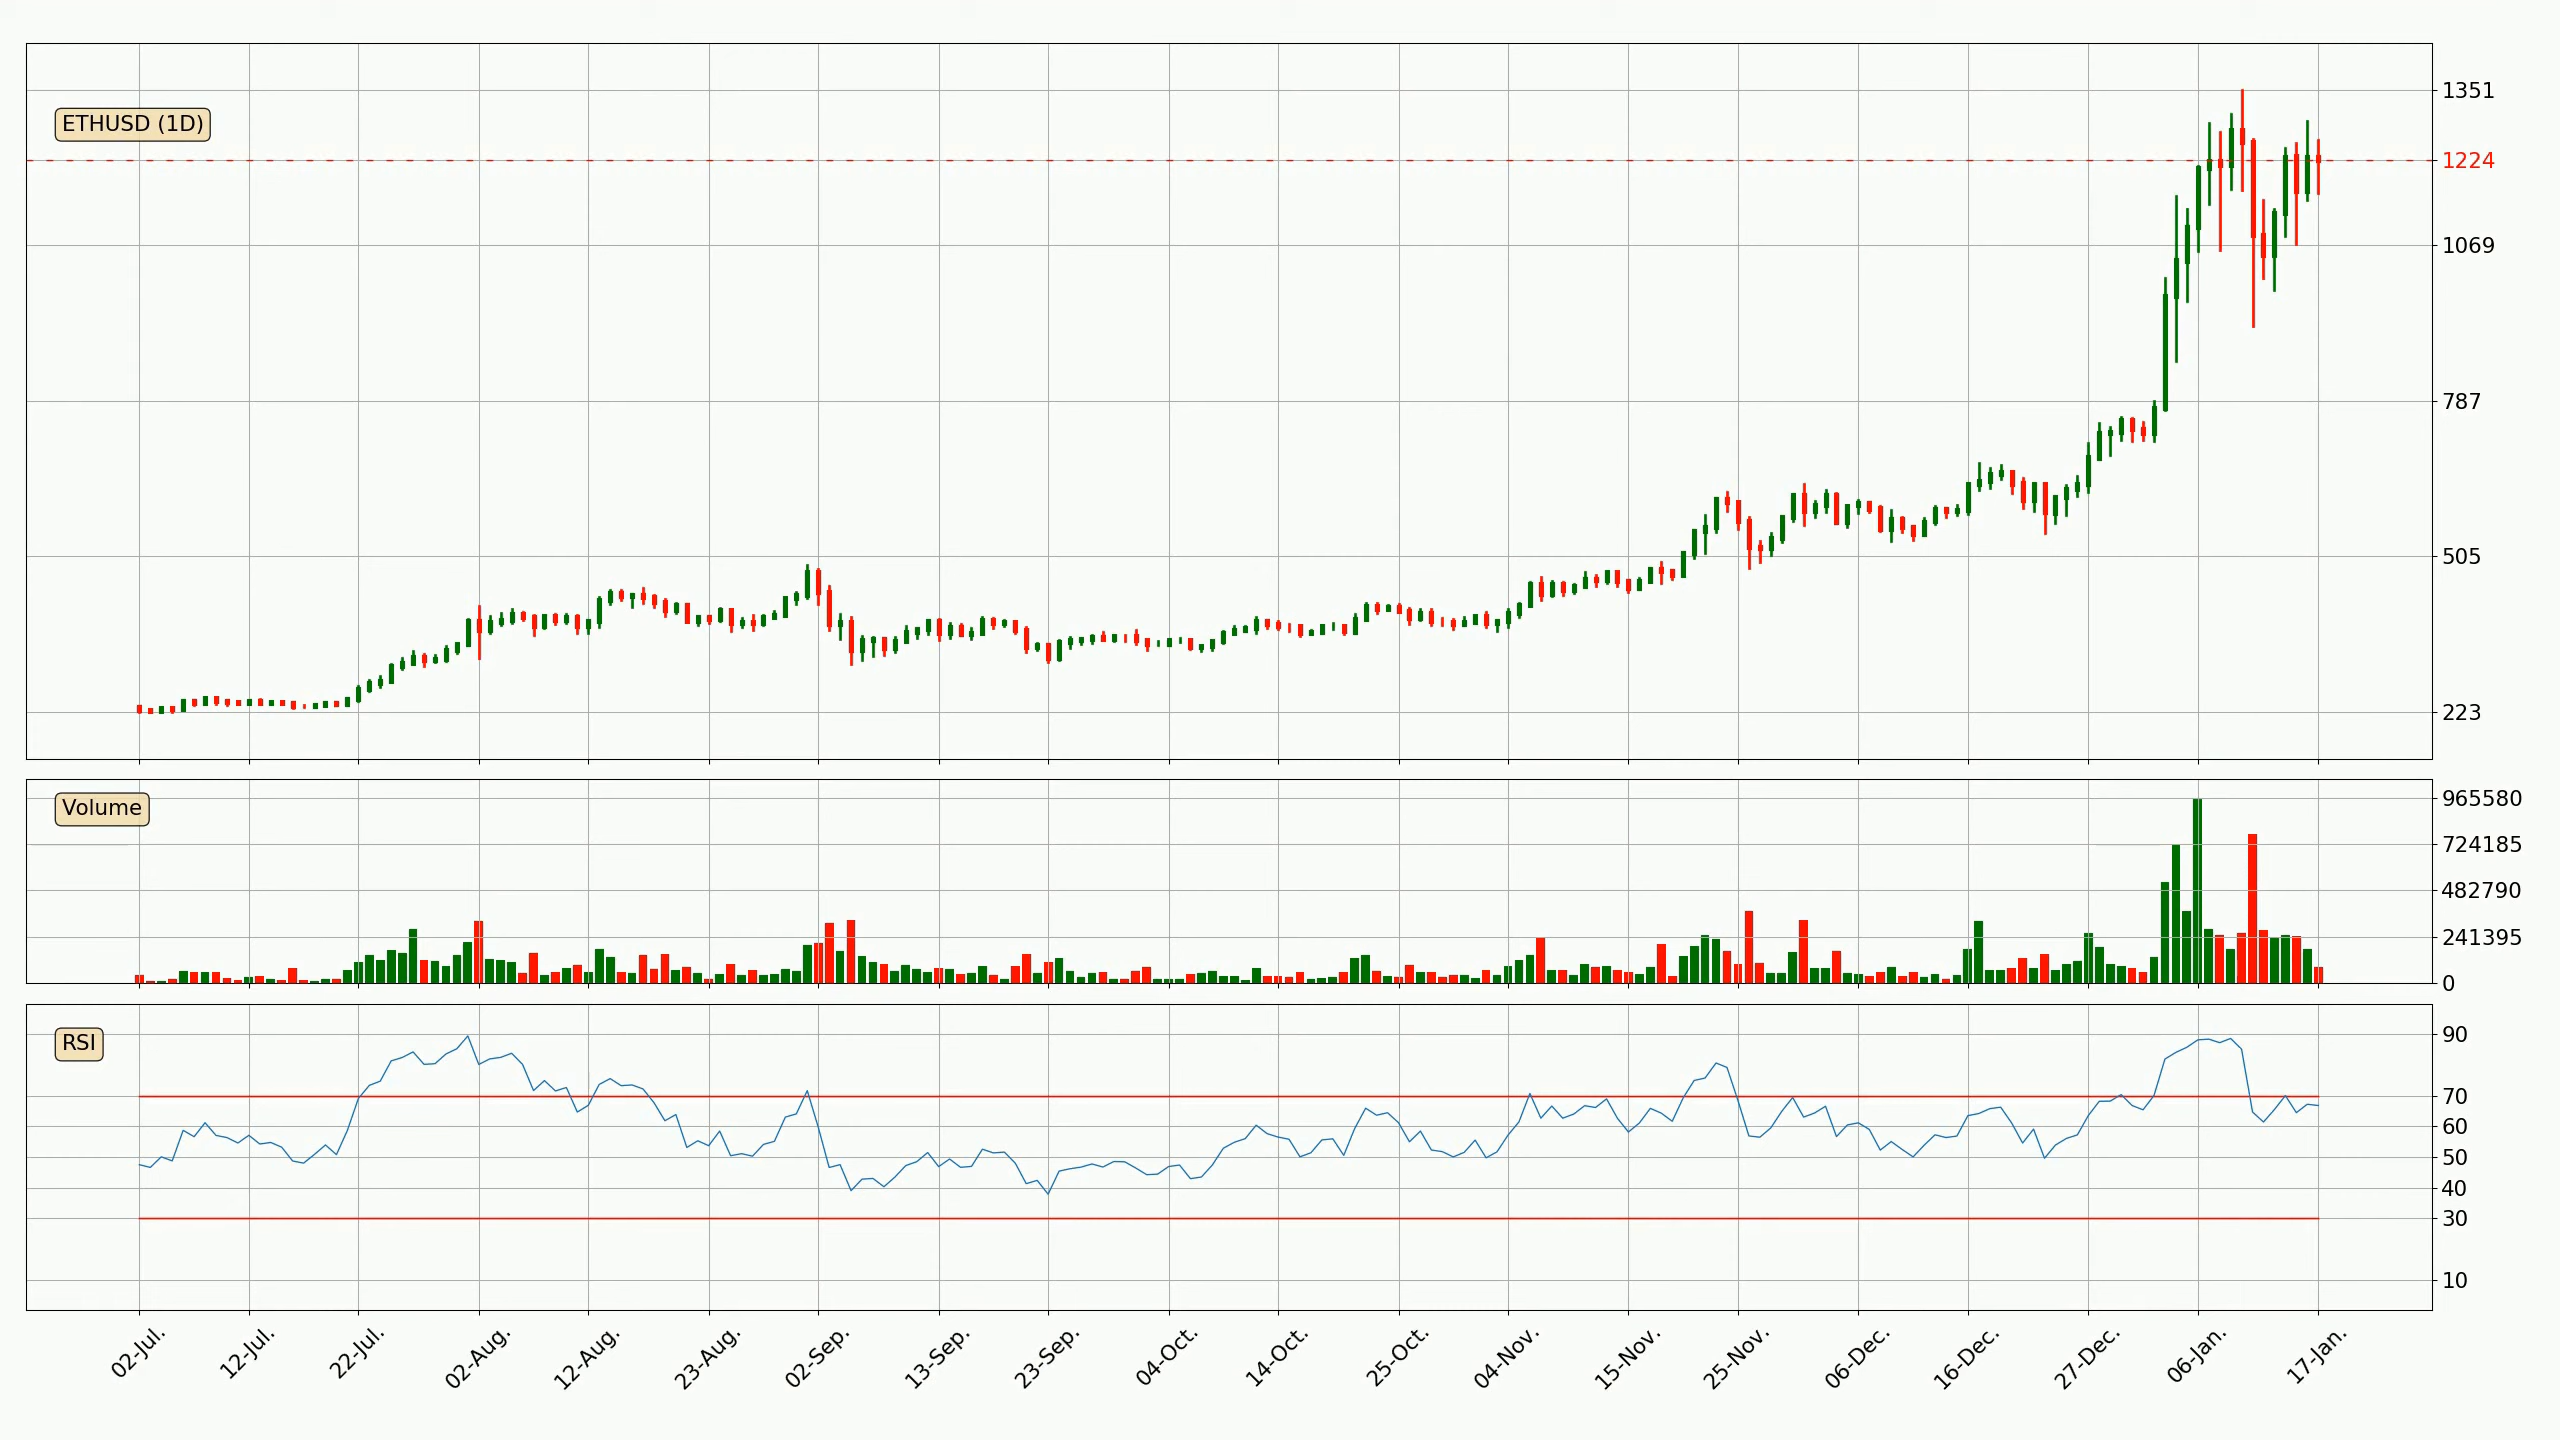 ETHUSD (1D)
1351
1224
1069
787
505
223
Volume
965580
724185
482790
241395
0
RSI
90
70
60
50
40
30
10
02-Jul.
12-Jul.
22-Jul.
02-Aug.
12-Aug.
23-Aug.
02-Sep.
13-Sep.
23-Sep.
04-Oct.
14-Oct.
25-Oct.
04-Nov.
15-Nov.
25-Nov.
06-Dec.
16-Dec.
27-Dec.
06-Jan.
17-Jan.